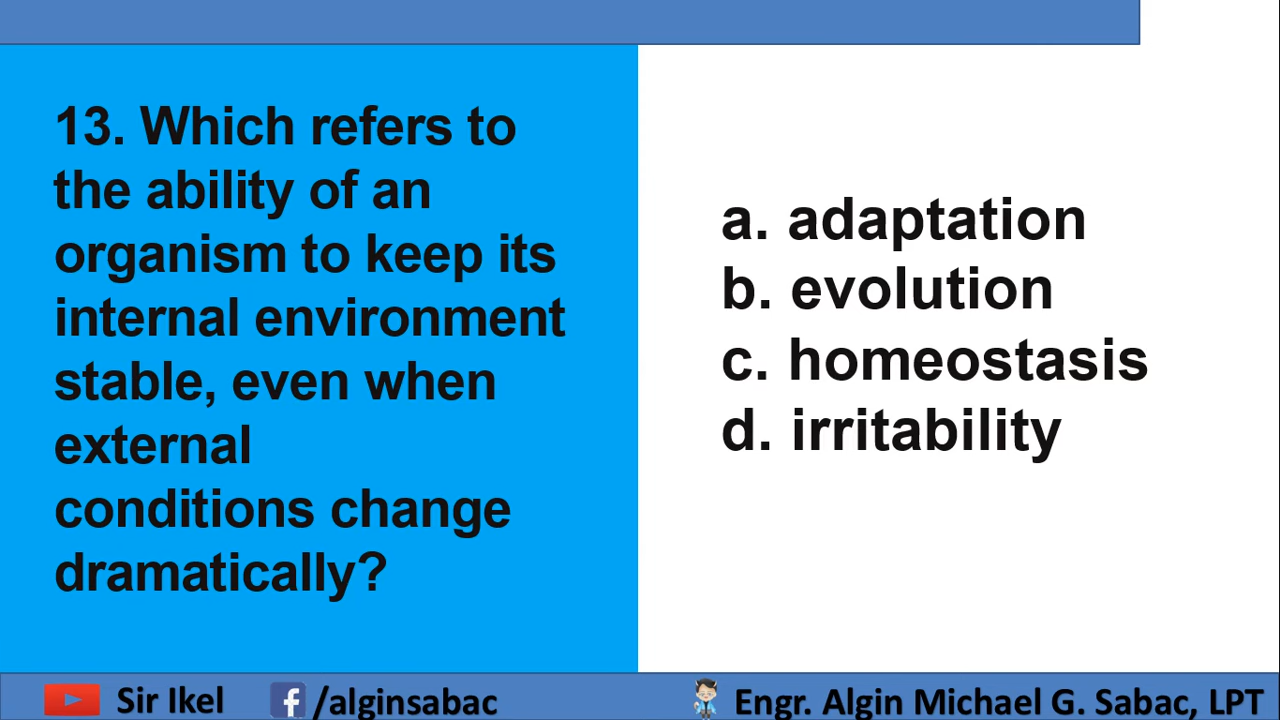 13. Which refers to
the ability of an
organism to keep its
internal environment
stable, even when
external
conditions change
dramatically?
a. adaptation
b. evolution
c. homeostasis
d. irritability
Sir Ikel
/alginsabac
Engr. Algin Michael G. Sabac, LPT